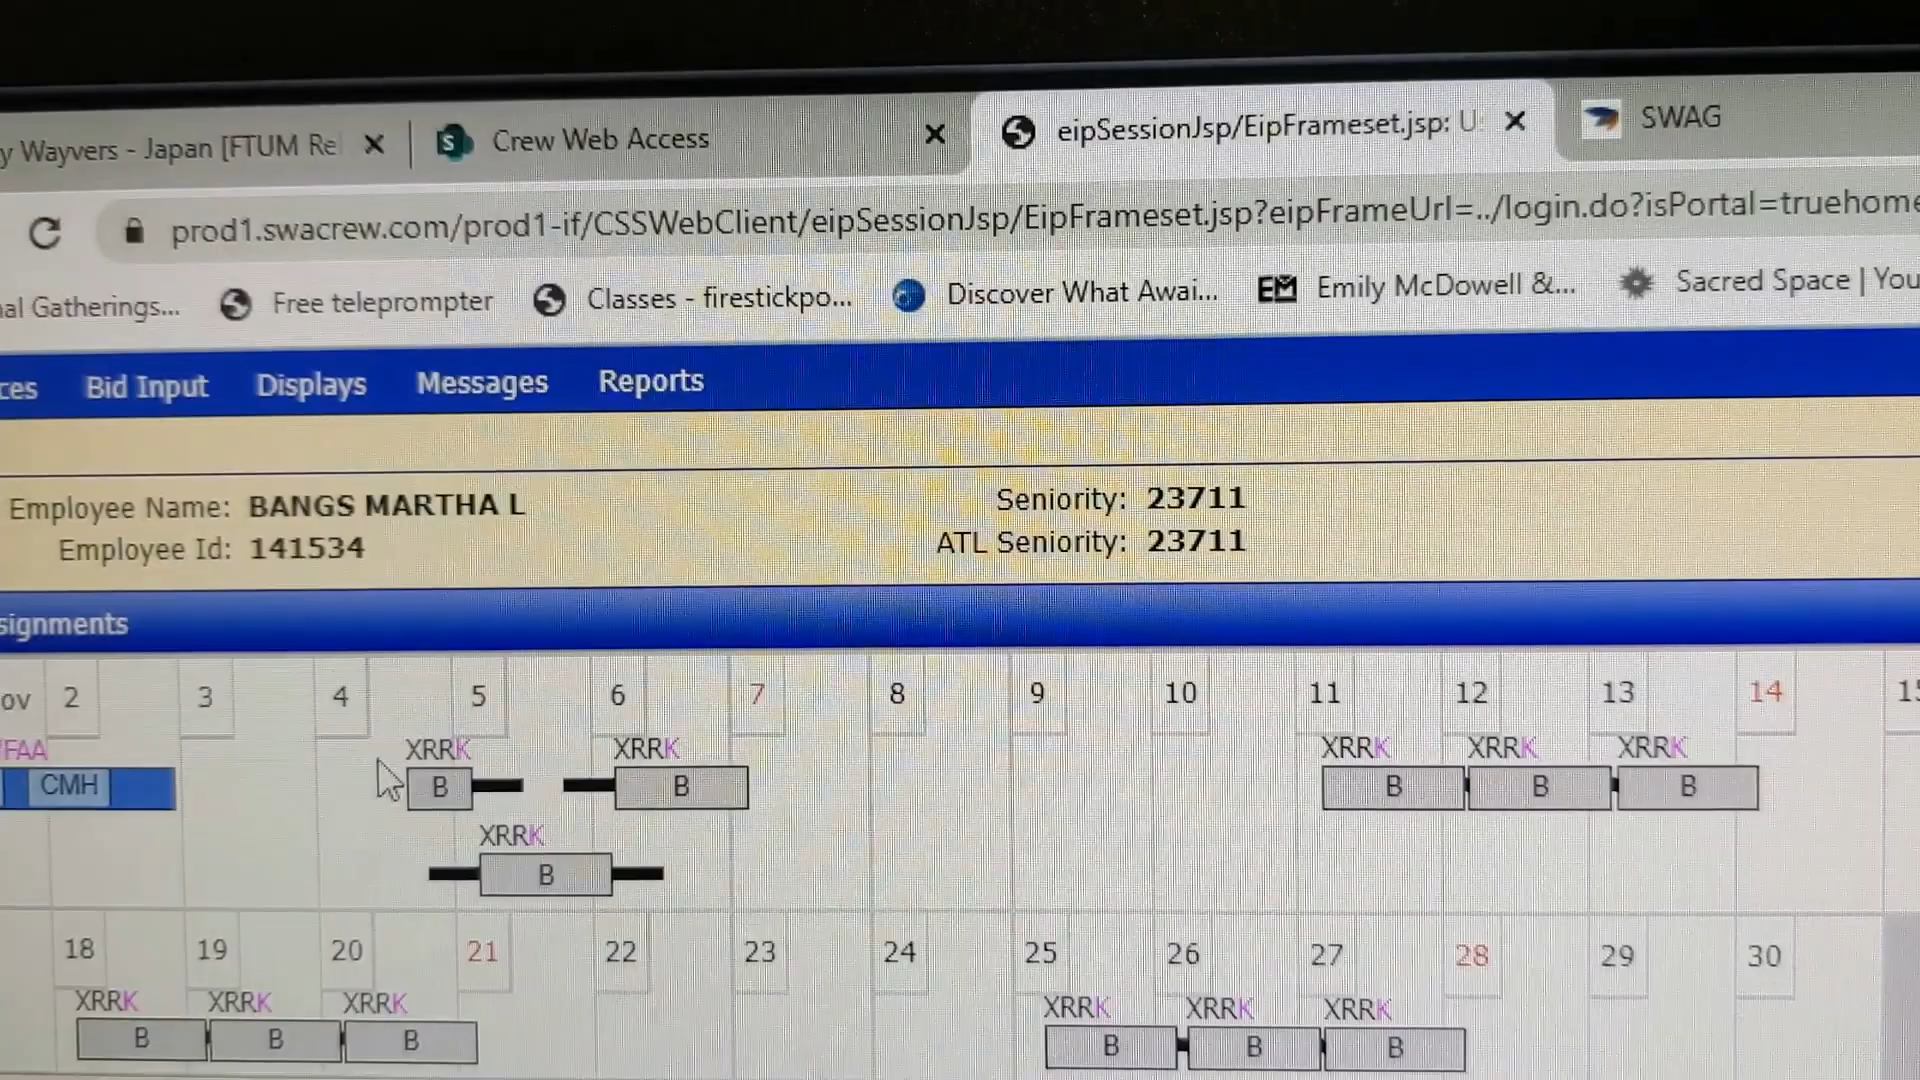 y Wayvers - Japan [FTUM Rel
Crew Web Access
eipSessionJsp/EipFrameset.jsp: U
SWAG
prod1.swacrew.com/prod1-if/CSSWebClient/eipSessionJsp/EipFrameset.jsp?eipFrameUrl=../login.do?isPortal=truehome
al Gatherings...
Free teleprompter
Classes - firestickpo...
Discover What Awai...
EM Emily McDowell &...
Sacred Space | You
ces Bid Input Displays Messages Reports
Employee Name: BANGS MARTHA L
Seniority: 23711
Employee Id: 141534
ATL Seniority: 23711
signments
ov 2 3 4 5 6 7 8 9 10 11 12 13 14 15
FAA XRRK XRRK XRRK XRRK XRRK
CMH B B B B B
XRRK
B
18 19 20 21 22 23 24 25 26 27 28 29 30
XRRK XRRK XRRK XRRK XRRK XRRK
B B B B B B